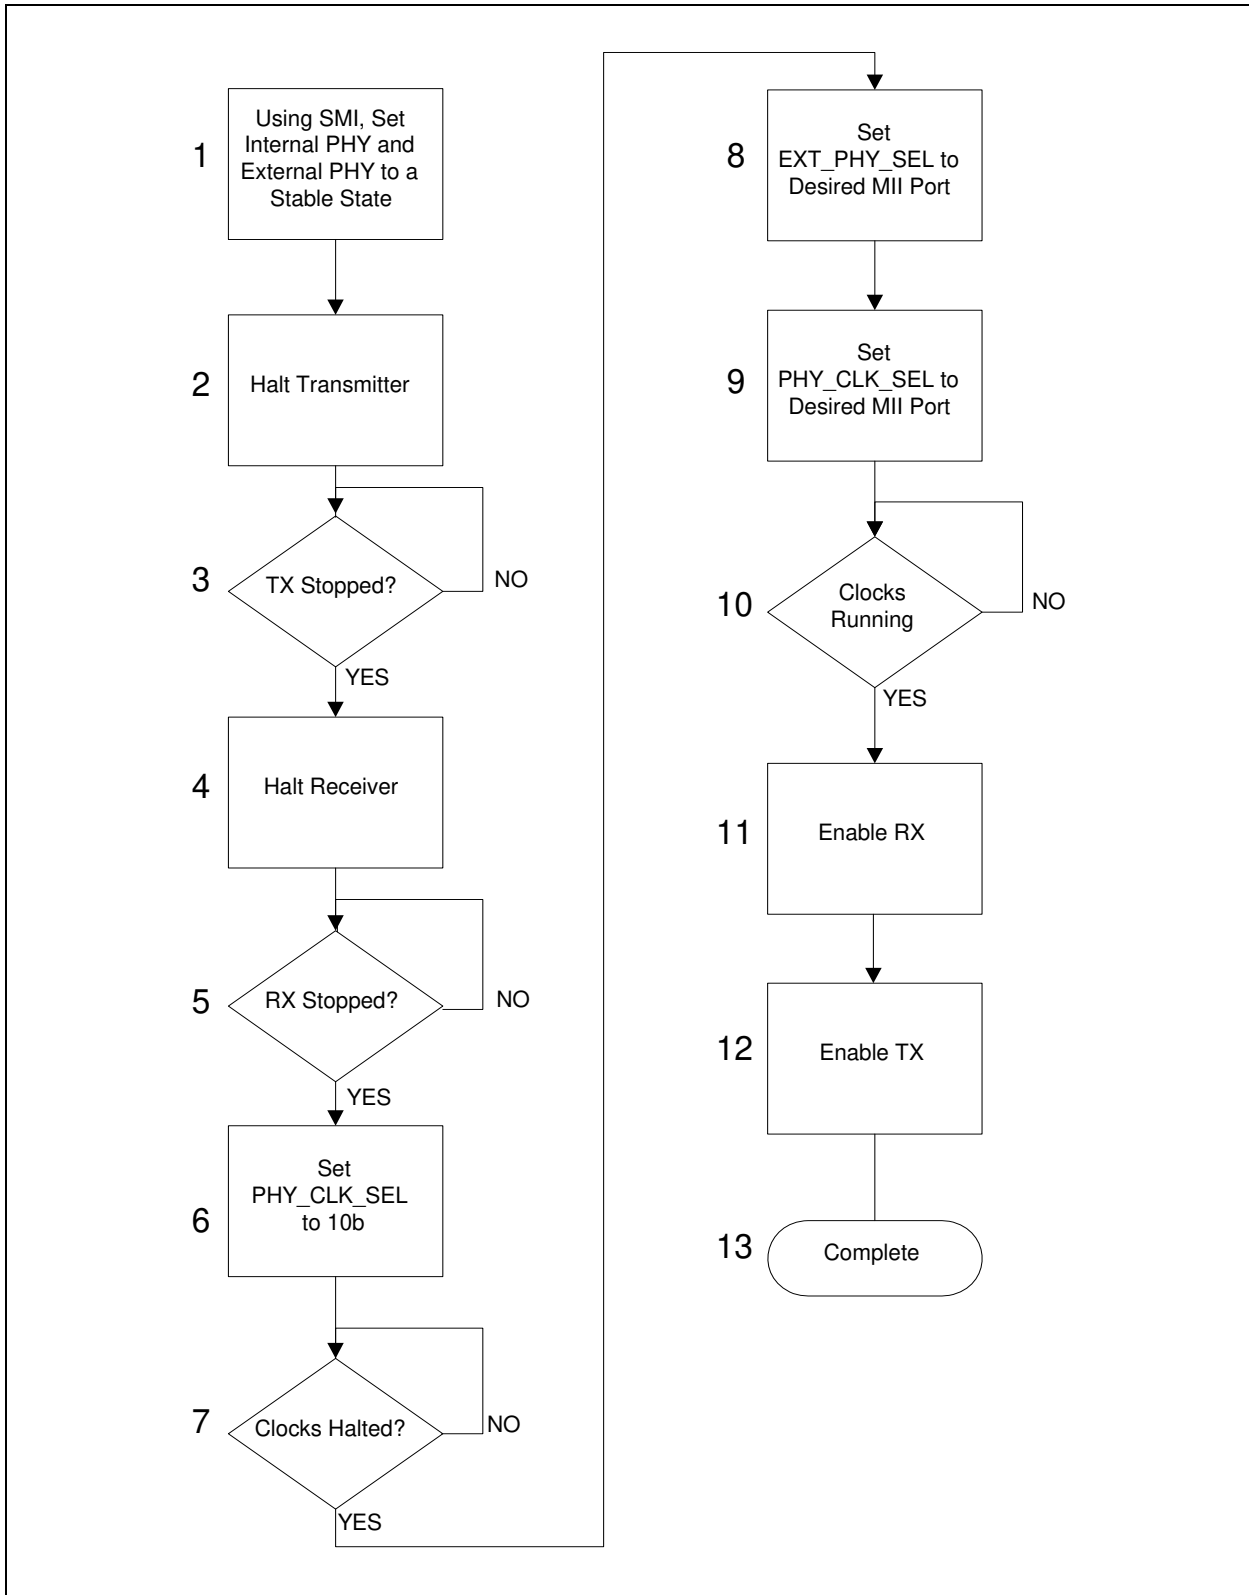 1
Using SMI, Set
Internal PHY and
External PHY to a
Stable State
2
Halt Transmitter
3
TX Stopped?
NO
YES
4
Halt Receiver
5
RX Stopped?
NO
YES
6
Set
PHY_CLK_SEL
to 10b
7
Clocks Halted?
NO
YES
8
Set
EXT_PHY_SEL to
Desired MII Port
9
Set
PHY_CLK_SEL to
Desired MII Port
10
Clocks
Running
NO
YES
11
Enable RX
12
Enable TX
13
Complete